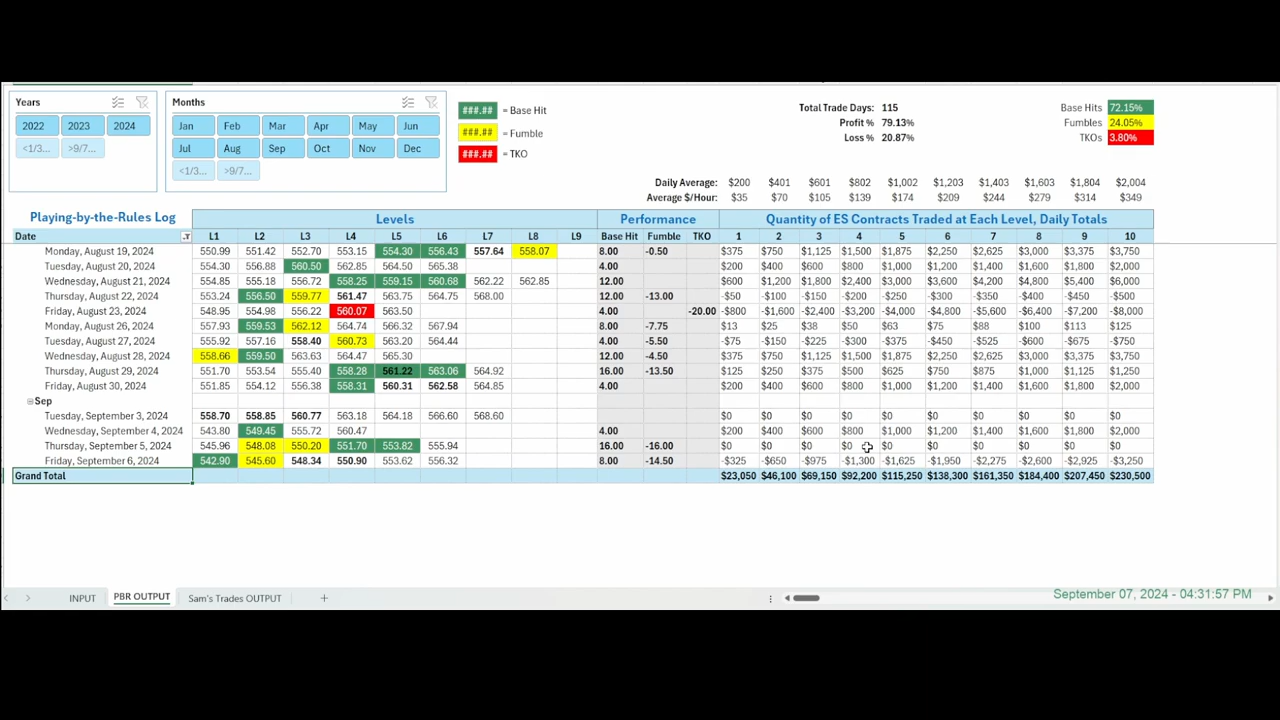 Years Months ###.## = Base Hit Total Trade Days: 115 Base Hits 72.15%
2022 2023 2024 Jan Feb Mar Apr May Jun ###.## = Fumble Profit % 79.13% Fumbles 24.05%
<1/3... >9/7... Jul Aug Sep Oct Nov Dec ###.## = TKO Loss % 20.87% TKOs 3.80%
<1/3... >9/7...
Daily Average: $200 $401 $601 $802 $1,002 $1,203 $1,403 $1,603 $1,804 $2,004
Average $/Hour: $35 $70 $105 $139 $174 $209 $244 $279 $314 $349
Playing-by-the-Rules Log Levels Performance Quantity of ES Contracts Traded at Each Level, Daily Totals
Date L1 L2 L3 L4 L5 L6 L7 L8 L9 Base Hit Fumble TKO 1 2 3 4 5 6 7 8 9 10
Monday, August 19, 2024 550.99 551.42 552.70 553.15 554.30 556.43 557.64 558.07 8.00 -0.50 $375 $750 $1,125 $1,500 $1,875 $2,250 $2,625 $3,000 $3,375 $3,750
Tuesday, August 20, 2024 554.30 556.88 560.50 562.85 564.50 565.38 4.00 $200 $400 $600 $800 $1,000 $1,200 $1,400 $1,600 $1,800 $2,000
Wednesday, August 21, 2024 554.85 555.18 556.72 558.25 559.15 560.68 562.22 562.85 12.00 $600 $1,200 $1,800 $2,400 $3,000 $3,600 $4,200 $4,800 $5,400 $6,000
Thursday, August 22, 2024 553.24 556.50 559.77 561.47 563.75 564.75 568.00 12.00 -13.00 -$50 -$100 -$150 -$200 -$250 -$300 -$350 -$400 -$450 -$500
Friday, August 23, 2024 548.95 554.98 556.22 560.07 563.50 4.00 -20.00 -$800 -$1,600 -$2,400 -$3,200 -$4,000 -$4,800 -$5,600 -$6,400 -$7,200 -$8,000
Monday, August 26, 2024 557.93 559.53 562.12 564.74 566.32 567.94 8.00 -7.75 $13 $25 $38 $50 $63 $75 $88 $100 $113 $125
Tuesday, August 27, 2024 555.92 557.16 558.40 560.73 563.20 564.44 4.00 -5.50 -$75 -$150 -$225 -$300 -$375 -$450 -$525 -$600 -$675 -$750
Wednesday, August 28, 2024 558.66 559.50 563.63 564.47 565.30 12.00 -4.50 $375 $750 $1,125 $1,500 $1,875 $2,250 $2,625 $3,000 $3,375 $3,750
Thursday, August 29, 2024 551.70 553.54 555.40 558.28 561.22 563.06 564.92 16.00 -13.50 $125 $250 $375 $500 $625 $750 $875 $1,000 $1,125 $1,250
Friday, August 30, 2024 551.85 554.12 556.38 558.31 560.31 562.58 564.85 4.00 $200 $400 $600 $800 $1,000 $1,200 $1,400 $1,600 $1,800 $2,000
Sep
Tuesday, September 3, 2024 558.70 558.85 560.77 563.18 564.18 566.60 568.60 $0 $0 $0 $0 $0 $0 $0 $0 $0 $0
Wednesday, September 4, 2024 543.80 549.45 555.72 560.47 4.00 $200 $400 $600 $800 $1,000 $1,200 $1,400 $1,600 $1,800 $2,000
Thursday, September 5, 2024 545.96 548.08 550.20 551.70 553.82 555.94 16.00 -16.00 $0 $0 $0 $0 $0 $0 $0 $0 $0 $0
Friday, September 6, 2024 542.90 545.60 548.34 550.90 553.62 556.32 8.00 -14.50 -$325 -$650 -$975 -$1,300 -$1,625 -$1,950 -$2,275 -$2,600 -$2,925 -$3,250
Grand Total $23,050 $46,100 $69,150 $92,200 $115,250 $138,300 $161,350 $184,400 $207,450 $230,500
INPUT PBR OUTPUT Sam's Trades OUTPUT September 07, 2024 - 04:31:57 PM